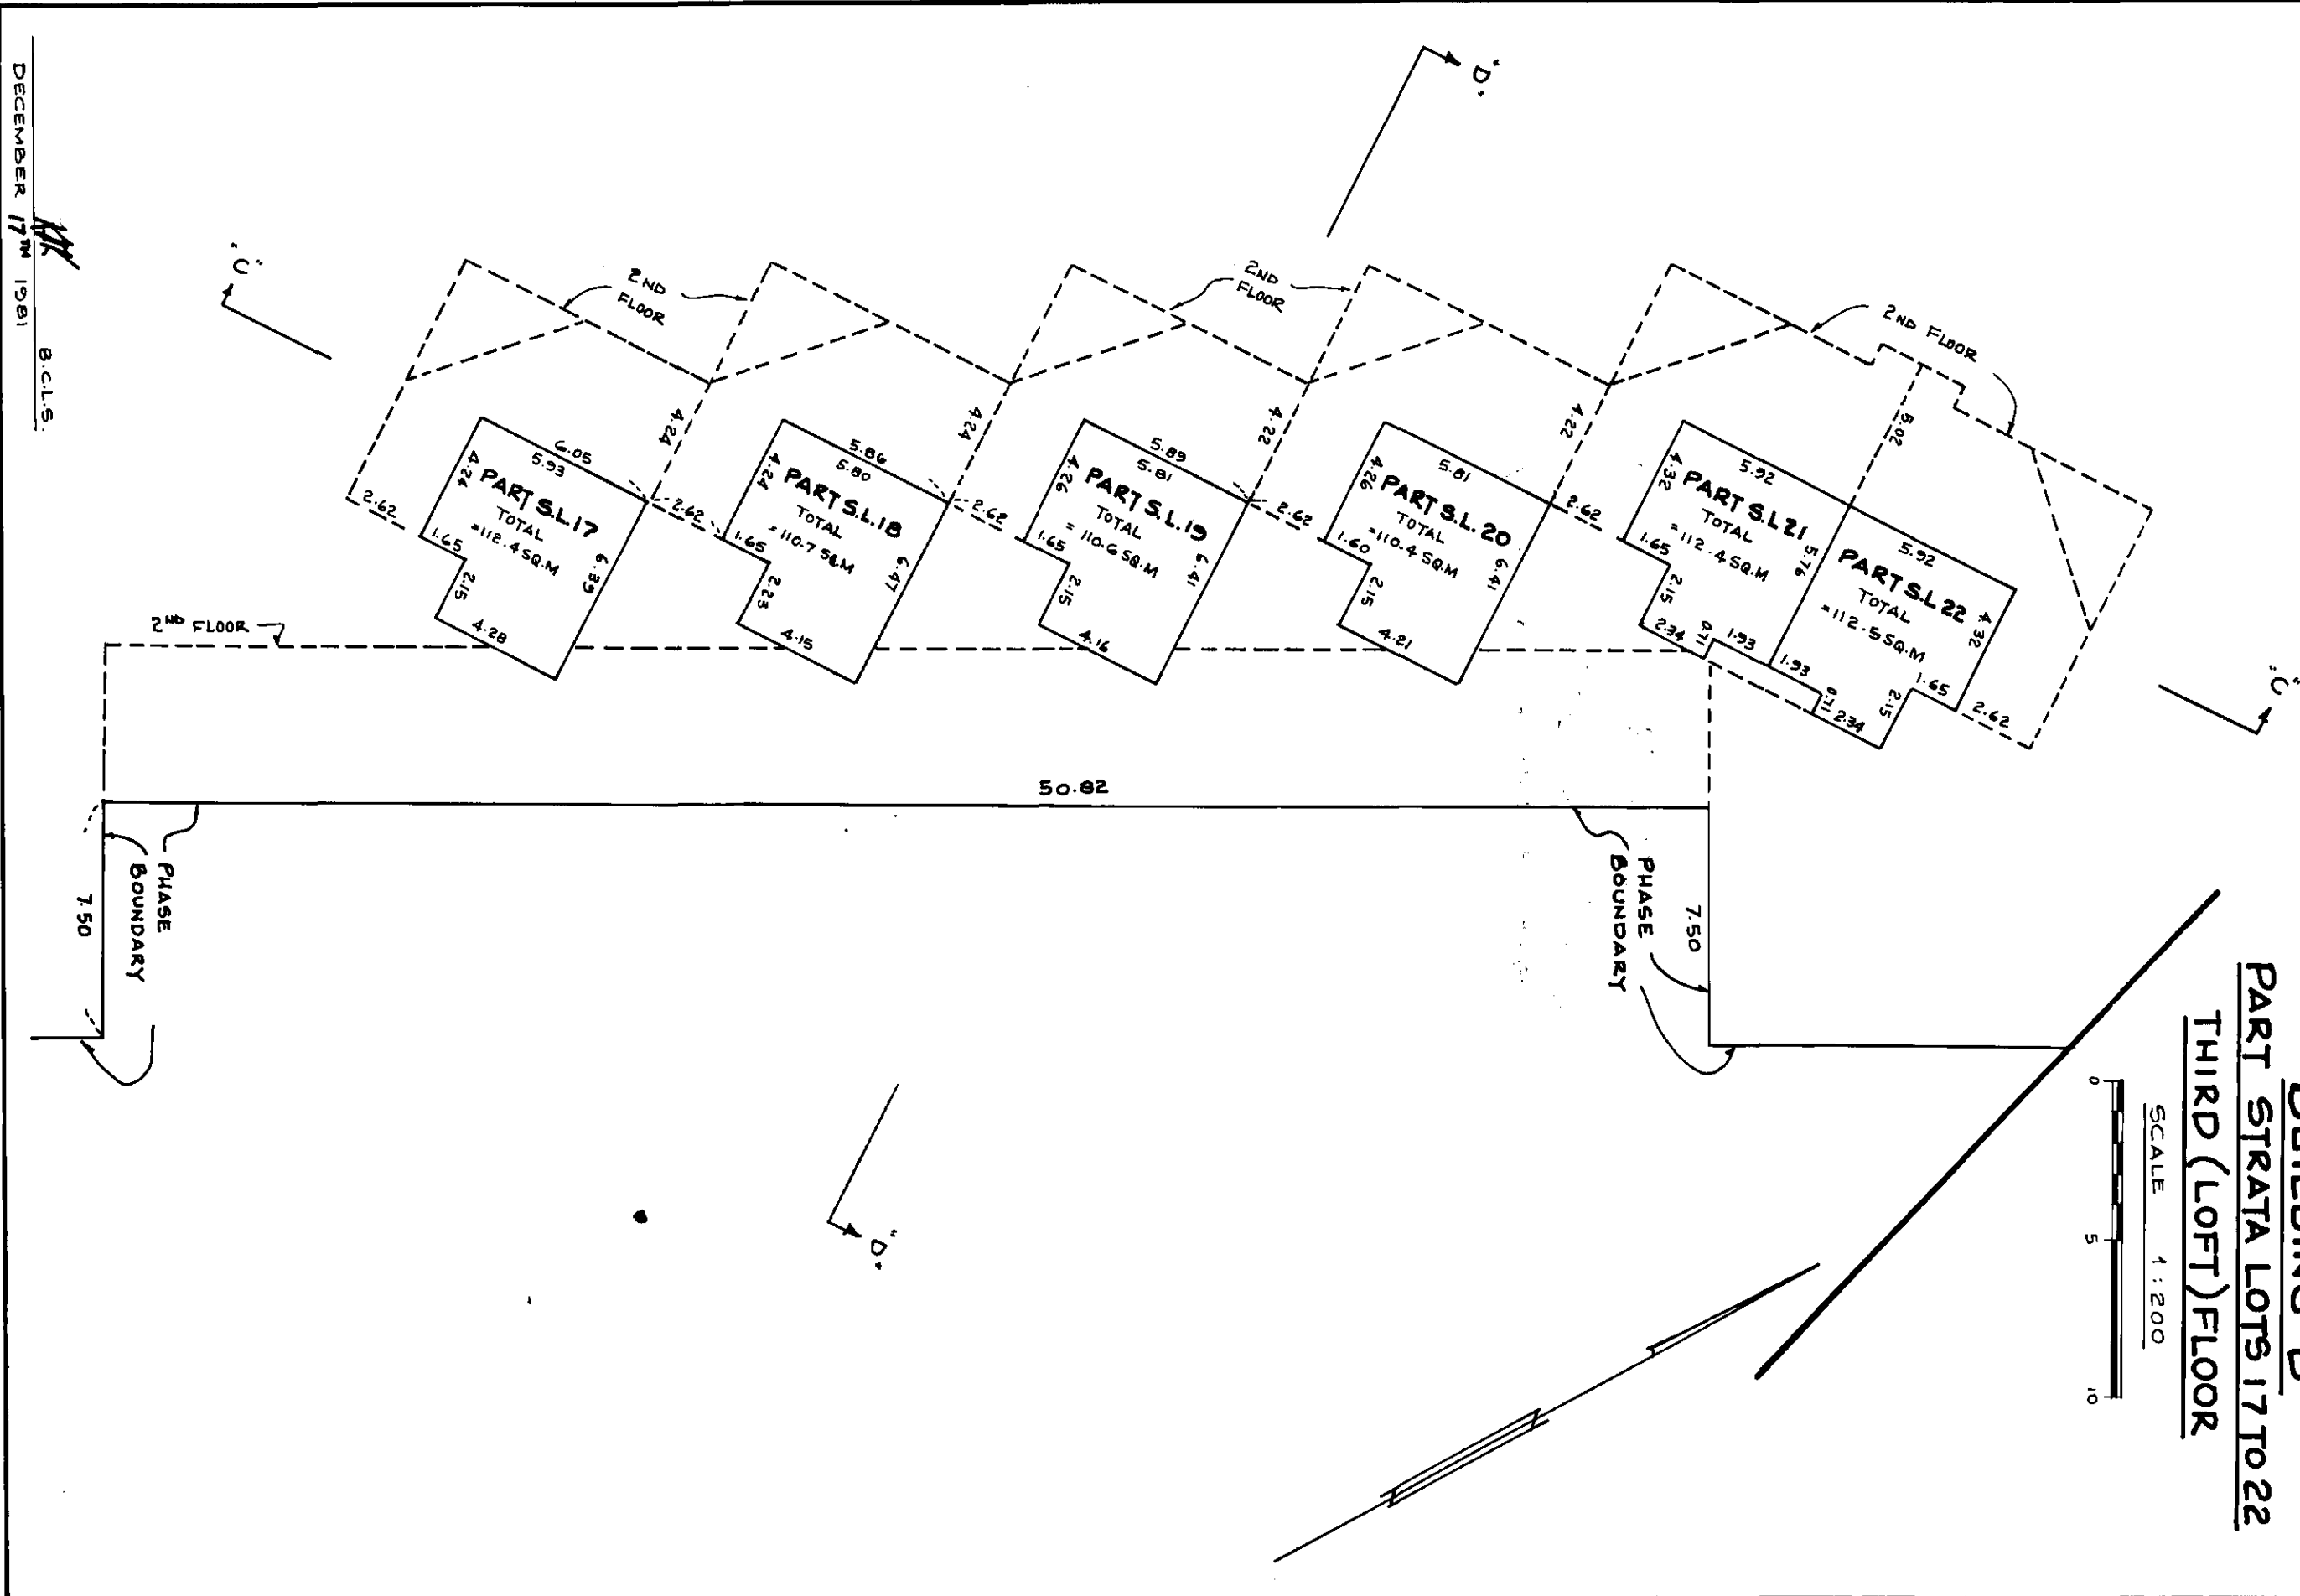 PART STRATA LOTS 17 TO 22
THIRD (LOFT) FLOOR
SCALE 1:200
0 5 10
"D"
"C"
2ND
FLOOR
2ND
FLOOR
2ND FLOOR
4.24
4.24
4.22
4.22
5.02
6.05
5.93
4.24
PART S.L.17
TOTAL
=112.4 SQ.M
6.39
2.62
1.65
2.15
4.28
5.86
5.80
4.24
PART S.L.18
TOTAL
=110.7 SQ.M
6.47
2.62
1.65
2.23
4.15
5.89
5.81
4.26
PART S.L.19
TOTAL
= 110.6 SQ.M
6.41
2.62
1.65
2.15
4.16
5.81
4.26
PART S.L.20
TOTAL
=110.4 SQ.M
6.41
2.62
1.60
2.15
4.21
5.92
4.32
PART S.L 21
TOTAL
=112.4 SQ.M
5.76
2.62
1.65
2.15
2.34
0.71
1.93
5.92
PART S.L 22
TOTAL
=112.5 SQ.M
4.32
1.93
0.71
2.34
2.15
1.65
2.62
"C"
2ND FLOOR
50.82
PHASE
BOUNDARY
7.50
PHASE
BOUNDARY
7.50
"D"
B.C.L.S.
DECEMBER 17TH 1981